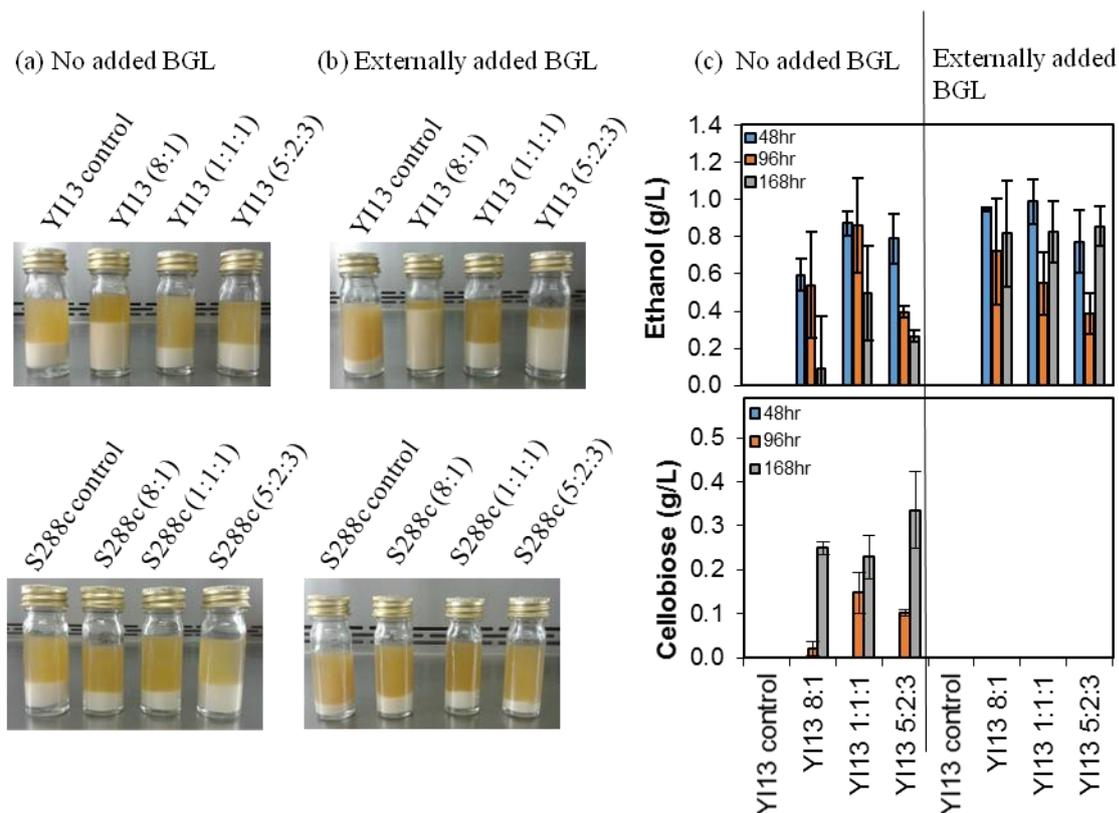 (a) No added BGL
YI13 control
YI13 (8:1)
YI13 (1:1:1)
YI13 (5:2:3)
S288c control
S288c (8:1)
S288c (1:1:1)
S288c (5:2:3)
(b) Externally added BGL
YI13 control
YI13 (8:1)
YI13 (1:1:1)
YI13 (5:2:3)
S288c control
S288c (8:1)
S288c (1:1:1)
S288c (5:2:3)
(c) No added BGL
Externally added
BGL
Ethanol (g/L)
1.4
1.2
1.0
0.8
0.6
0.4
0.2
0.0
48hr
96hr
168hr
Cellobiose (g/L)
0.5
0.4
0.3
0.2
0.1
0.0
48hr
96hr
168hr
YI13 control
YI13 8:1
YI13 1:1:1
YI13 5:2:3
YI13 control
YI13 8:1
YI13 1:1:1
YI13 5:2:3